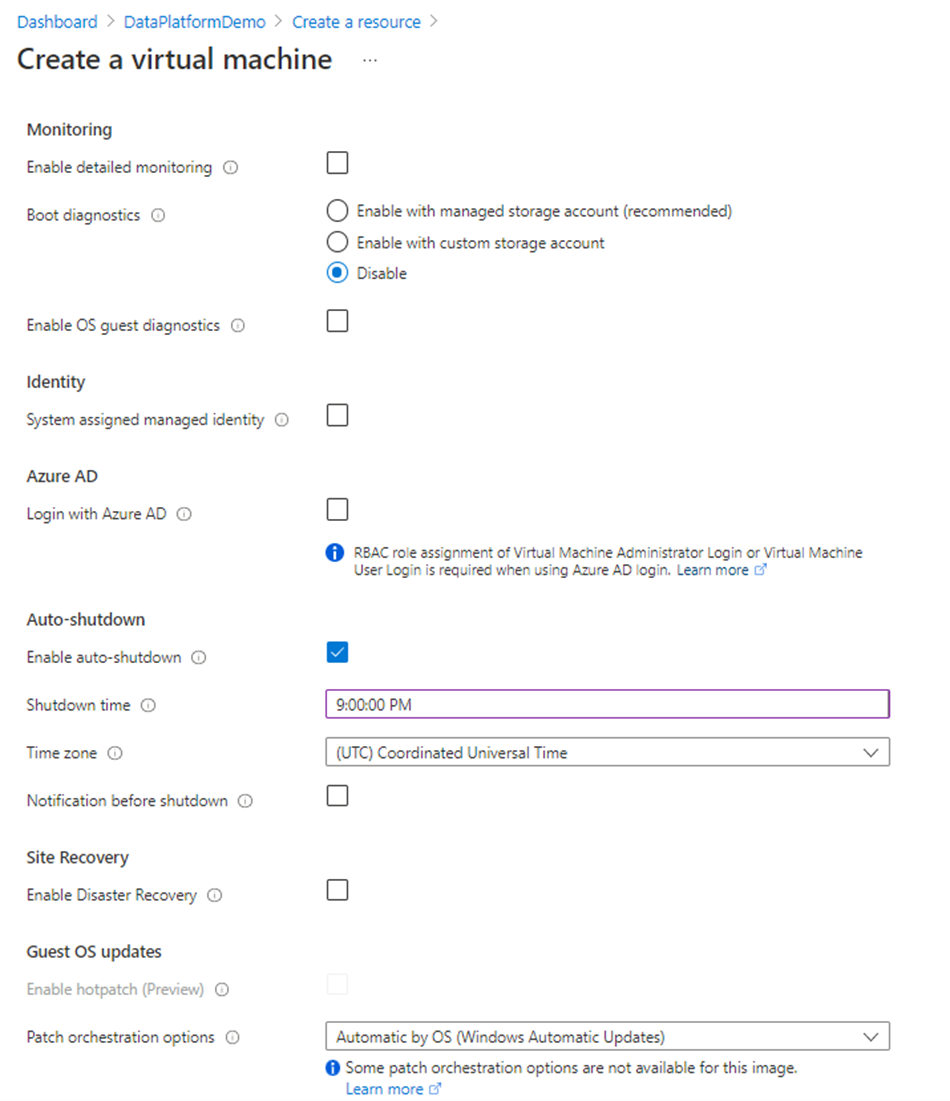 Dashboard > DataPlatformDemo > Create a resource >
Create a virtual machine ...
Monitoring
Enable detailed monitoring
Boot diagnostics
Enable with managed storage account (recommended)
Enable with custom storage account
Disable
Enable OS guest diagnostics
Identity
System assigned managed identity
Azure AD
Login with Azure AD
RBAC role assignment of Virtual Machine Administrator Login or Virtual Machine
User Login is required when using Azure AD login. Learn more
Auto-shutdown
Enable auto-shutdown
Shutdown time
9:00:00 PM
Time zone
(UTC) Coordinated Universal Time
Notification before shutdown
Site Recovery
Enable Disaster Recovery
Guest OS updates
Enable hotpatch (Preview)
Patch orchestration options
Automatic by OS (Windows Automatic Updates)
Some patch orchestration options are not available for this image.
Learn more